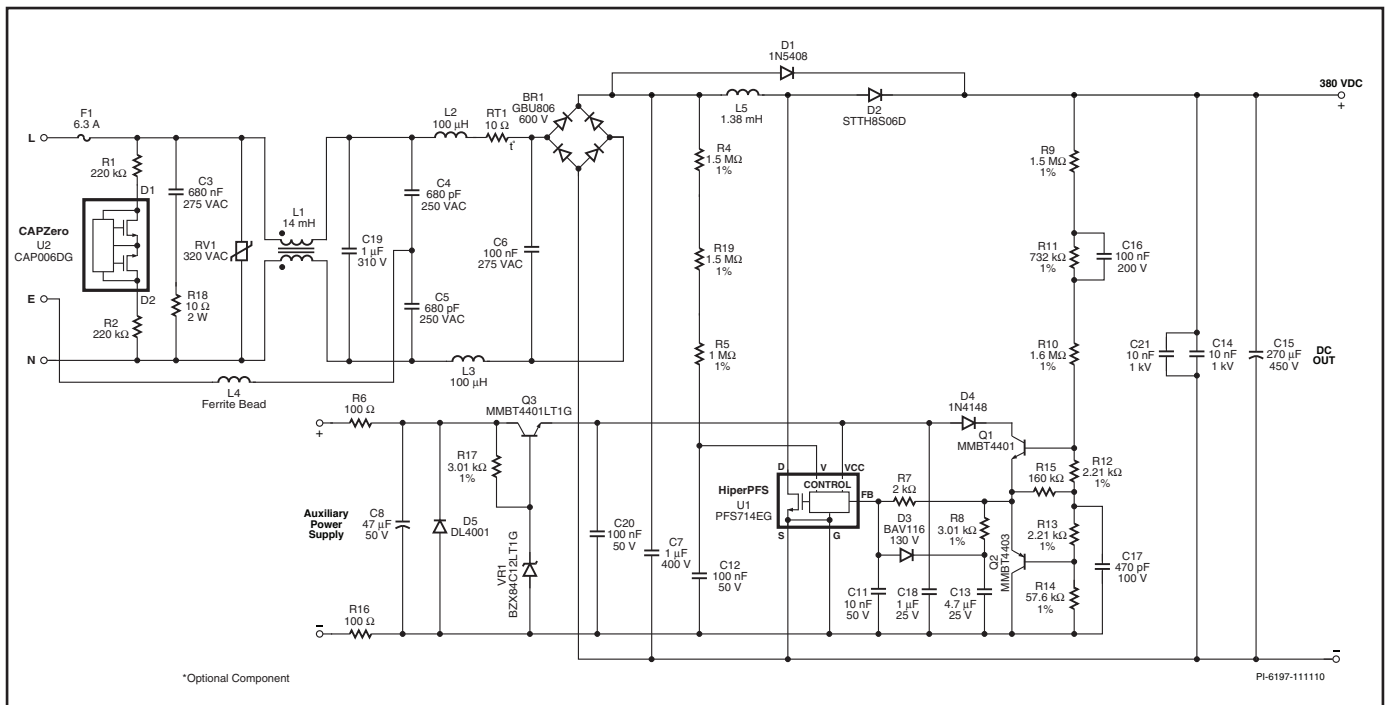 D1
1N5408
380 VDC
+
BR1
GBU806
600 V
L5
1.38 mH
D2
STTH8S06D
F1
6.3 A
L2
100 µH
RT1
10 Ω
t°
L
R1
220 kΩ
D1
C3
680 nF
275 VAC
C4
680 pF
250 VAC
R4
1.5 MΩ
1%
R9
1.5 MΩ
1%
CAPZero
U2
CAP006DG
L1
14 mH
RV1
320 VAC
C19
1 µF
310 V
C6
100 nF
275 VAC
R19
1.5 MΩ
1%
R11
732 kΩ
1%
C16
100 nF
200 V
E
D2
R18
10 Ω
2 W
C5
680 pF
250 VAC
R2
220 kΩ
N
R5
1 MΩ
1%
R10
1.6 MΩ
1%
C21
10 nF
1 kV
C14
10 nF
1 kV
C15
270 µF
450 V
DC
OUT
L3
100 µH
L4
Ferrite Bead
R6
100 Ω
+
Q3
MMBT4401LT1G
D4
1N4148
Q1
MMBT4401
R17
3.01 kΩ
1%
D
V
VCC
CONTROL
FB
HiperPFS
U1
PFS714EG
S
G
R7
2 kΩ
R15
160 kΩ
R12
2.21 kΩ
1%
D3
BAV116
130 V
R8
3.01 kΩ
1%
R13
2.21 kΩ
1%
Q2
MMBT4403
C17
470 pF
100 V
R14
57.6 kΩ
1%
Auxiliary
Power
Supply
C8
47 µF
50 V
D5
DL4001
VR1
BZX84C12LT1G
C20
100 nF
50 V
C7
1 µF
400 V
C12
100 nF
50 V
C11
10 nF
50 V
C18
1 µF
25 V
C13
4.7 µF
25 V
R16
100 Ω
–
–
*Optional Component
PI-6197-111110